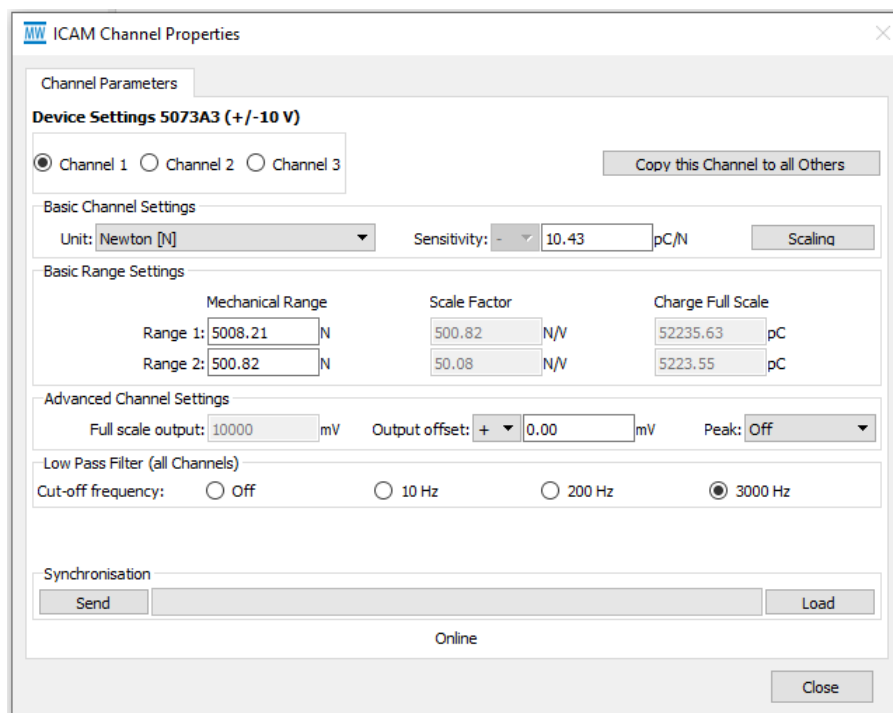 MW ICAM Channel Properties
Channel Parameters
Device Settings 5073A3 (+/-10 V)
Channel 1 Channel 2 Channel 3 Copy this Channel to all Others
Basic Channel Settings
Unit: Newton [N] Sensitivity: - 10.43 pC/N Scaling
Basic Range Settings
Mechanical Range Scale Factor Charge Full Scale
Range 1: 5008.21 N 500.82 N/V 52235.63 pC
Range 2: 500.82 N 50.08 N/V 5223.55 pC
Advanced Channel Settings
Full scale output: 10000 mV Output offset: + 0.00 mV Peak: Off
Low Pass Filter (all Channels)
Cut-off frequency: Off 10 Hz 200 Hz 3000 Hz
Synchronisation
Send Load
Online
Close